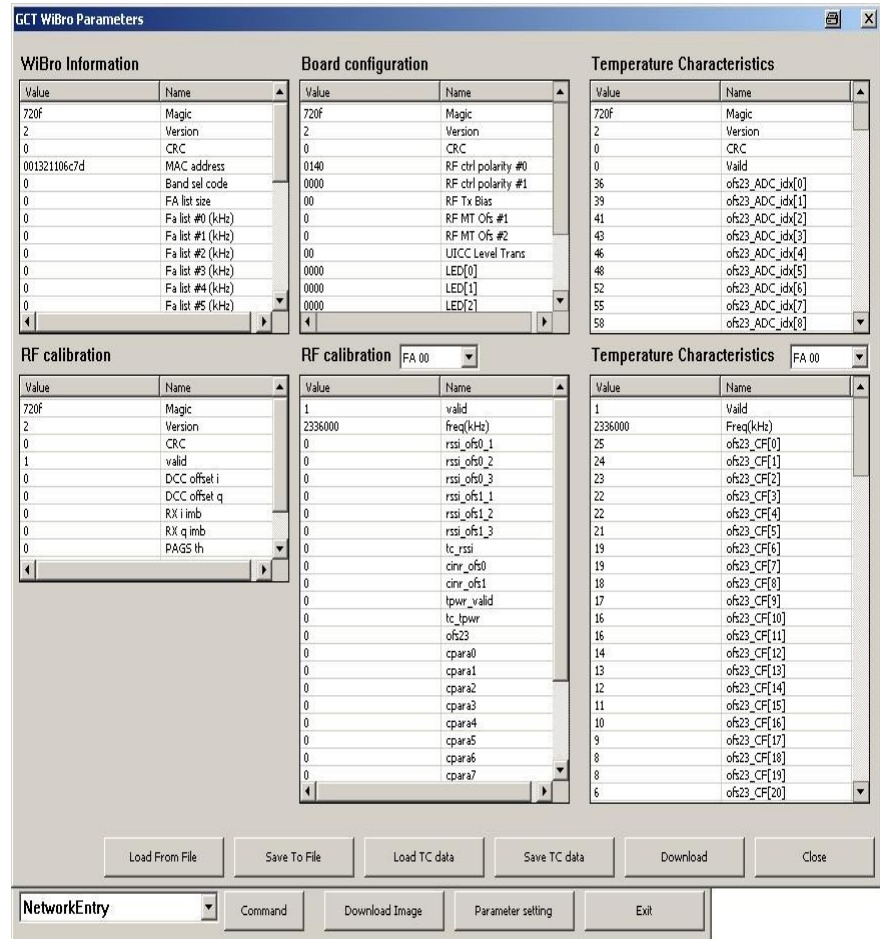 GCT WiBro Parameters
WiBro Information
Value Name
720f Magic
2 Version
0 CRC
001321106c7d MAC address
0 Band sel code
0 FA list size
0 Fa list #0 (kHz)
0 Fa list #1 (kHz)
0 Fa list #2 (kHz)
0 Fa list #3 (kHz)
0 Fa list #4 (kHz)
0 Fa list #5 (kHz)
Board configuration
Value Name
720f Magic
2 Version
0 CRC
0140 RF ctrl polarity #0
0000 RF ctrl polarity #1
00 RF Tx Bias
0 RF MT Ofs #1
0 RF MT Ofs #2
00 UICC Level Trans
0000 LED[0]
0000 LED[1]
0000 LED[2]
Temperature Characteristics
Value Name
720f Magic
2 Version
0 CRC
0 Vaild
36 ofs23_ADC_idx[0]
39 ofs23_ADC_idx[1]
41 ofs23_ADC_idx[2]
43 ofs23_ADC_idx[3]
46 ofs23_ADC_idx[4]
48 ofs23_ADC_idx[5]
52 ofs23_ADC_idx[6]
55 ofs23_ADC_idx[7]
58 ofs23_ADC_idx[8]
RF calibration
Value Name
720f Magic
2 Version
0 CRC
1 valid
0 DCC offset i
0 DCC offset q
0 RX i imb
0 RX q imb
0 PAGS th
RF calibration FA 00
Value Name
1 valid
2336000 freq(kHz)
0 rssi_ofs0_1
0 rssi_ofs0_2
0 rssi_ofs0_3
0 rssi_ofs1_1
0 rssi_ofs1_2
0 rssi_ofs1_3
0 tc_rssi
0 cinr_ofs0
0 cinr_ofs1
0 tpwr_valid
0 tc_tpwr
0 ofs23
0 cpara0
0 cpara1
0 cpara2
0 cpara3
0 cpara4
0 cpara5
0 cpara6
0 cpara7
Temperature Characteristics FA 00
Value Name
1 Vaild
2336000 Freq(kHz)
25 ofs23_CF[0]
24 ofs23_CF[1]
23 ofs23_CF[2]
22 ofs23_CF[3]
22 ofs23_CF[4]
21 ofs23_CF[5]
19 ofs23_CF[6]
19 ofs23_CF[7]
18 ofs23_CF[8]
17 ofs23_CF[9]
16 ofs23_CF[10]
16 ofs23_CF[11]
14 ofs23_CF[12]
13 ofs23_CF[13]
12 ofs23_CF[14]
11 ofs23_CF[15]
10 ofs23_CF[16]
9 ofs23_CF[17]
8 ofs23_CF[18]
8 ofs23_CF[19]
6 ofs23_CF[20]
Load From File Save To File Load TC data Save TC data Download Close
NetworkEntry Command Download Image Parameter setting Exit